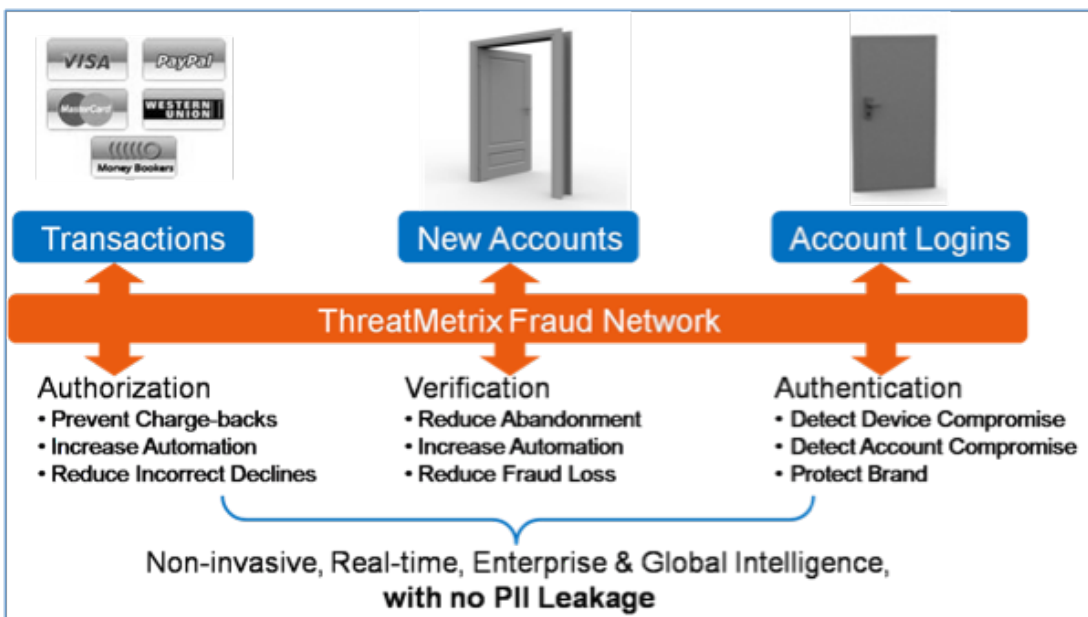 VISA
PayPal
MasterCard
WESTERN
UNION
Money Bookers
Transactions
New Accounts
Account Logins
ThreatMetrix Fraud Network
Authorization
• Prevent Charge-backs
• Increase Automation
• Reduce Incorrect Declines
Verification
• Reduce Abandonment
• Increase Automation
• Reduce Fraud Loss
Authentication
• Detect Device Compromise
• Detect Account Compromise
• Protect Brand
Non-invasive, Real-time, Enterprise & Global Intelligence,
with no PII Leakage